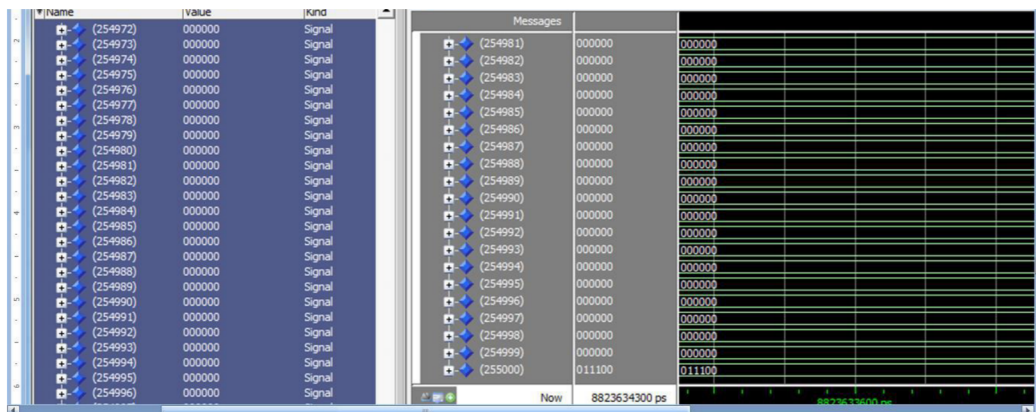 Name Value Kind
(254972) 000000 Signal
(254973) 000000 Signal
(254974) 000000 Signal
(254975) 000000 Signal
(254976) 000000 Signal
(254977) 000000 Signal
(254978) 000000 Signal
(254979) 000000 Signal
(254980) 000000 Signal
(254981) 000000 Signal
(254982) 000000 Signal
(254983) 000000 Signal
(254984) 000000 Signal
(254985) 000000 Signal
(254986) 000000 Signal
(254987) 000000 Signal
(254988) 000000 Signal
(254989) 000000 Signal
(254990) 000000 Signal
(254991) 000000 Signal
(254992) 000000 Signal
(254993) 000000 Signal
(254994) 000000 Signal
(254995) 000000 Signal
(254996) 000000 Signal
Messages
(254981) 000000 000000
(254982) 000000 000000
(254983) 000000 000000
(254984) 000000 000000
(254985) 000000 000000
(254986) 000000 000000
(254987) 000000 000000
(254988) 000000 000000
(254989) 000000 000000
(254990) 000000 000000
(254991) 000000 000000
(254992) 000000 000000
(254993) 000000 000000
(254994) 000000 000000
(254995) 000000 000000
(254996) 000000 000000
(254997) 000000 000000
(254998) 000000 000000
(254999) 000000 000000
(255000) 011100 011100
Now 8823634300 ps
8823633600 ps